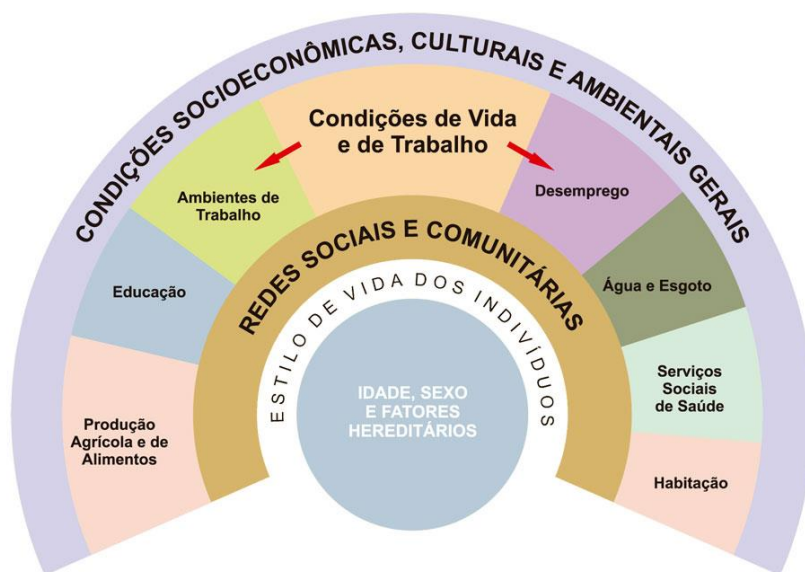 CONDIÇÕES SOCIOECONÔMICAS, CULTURAIS E AMBIENTAIS GERAIS
Condições de Vida
e de Trabalho
Ambientes de
Trabalho
Desemprego
REDES SOCIAIS E COMUNITÁRIAS
Educação
Água e Esgoto
ESTILO DE VIDA DOS INDIVÍDUOS
Produção
Agrícola e de
Alimentos
IDADE, SEXO
E FATORES
HEREDITÁRIOS
Serviços
Sociais
de Saúde
Habitação